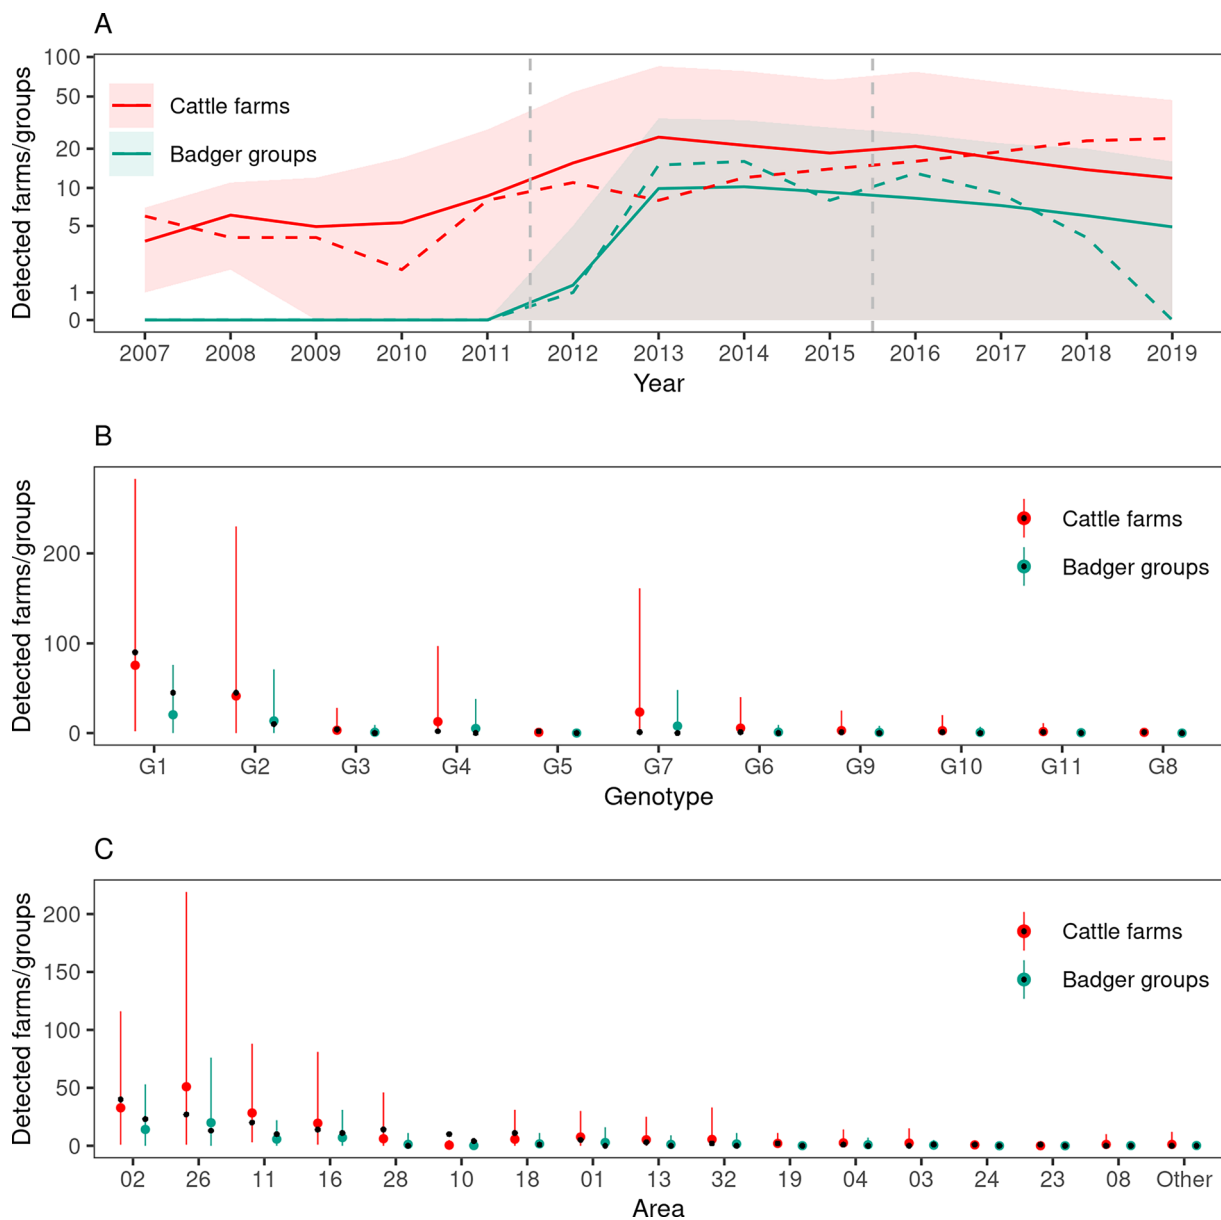 A
Detected farms/groups
100
50
20
10
5
1
0
Cattle farms
Badger groups
2007 2008 2009 2010 2011 2012 2013 2014 2015 2016 2017 2018 2019
Year
B
Detected farms/groups
200
100
0
Cattle farms
Badger groups
G1 G2 G3 G4 G5 G7 G6 G9 G10 G11 G8
Genotype
C
Detected farms/groups
200
150
100
50
0
Cattle farms
Badger groups
02 26 11 16 28 10 18 01 13 32 19 04 03 24 23 08 Other
Area